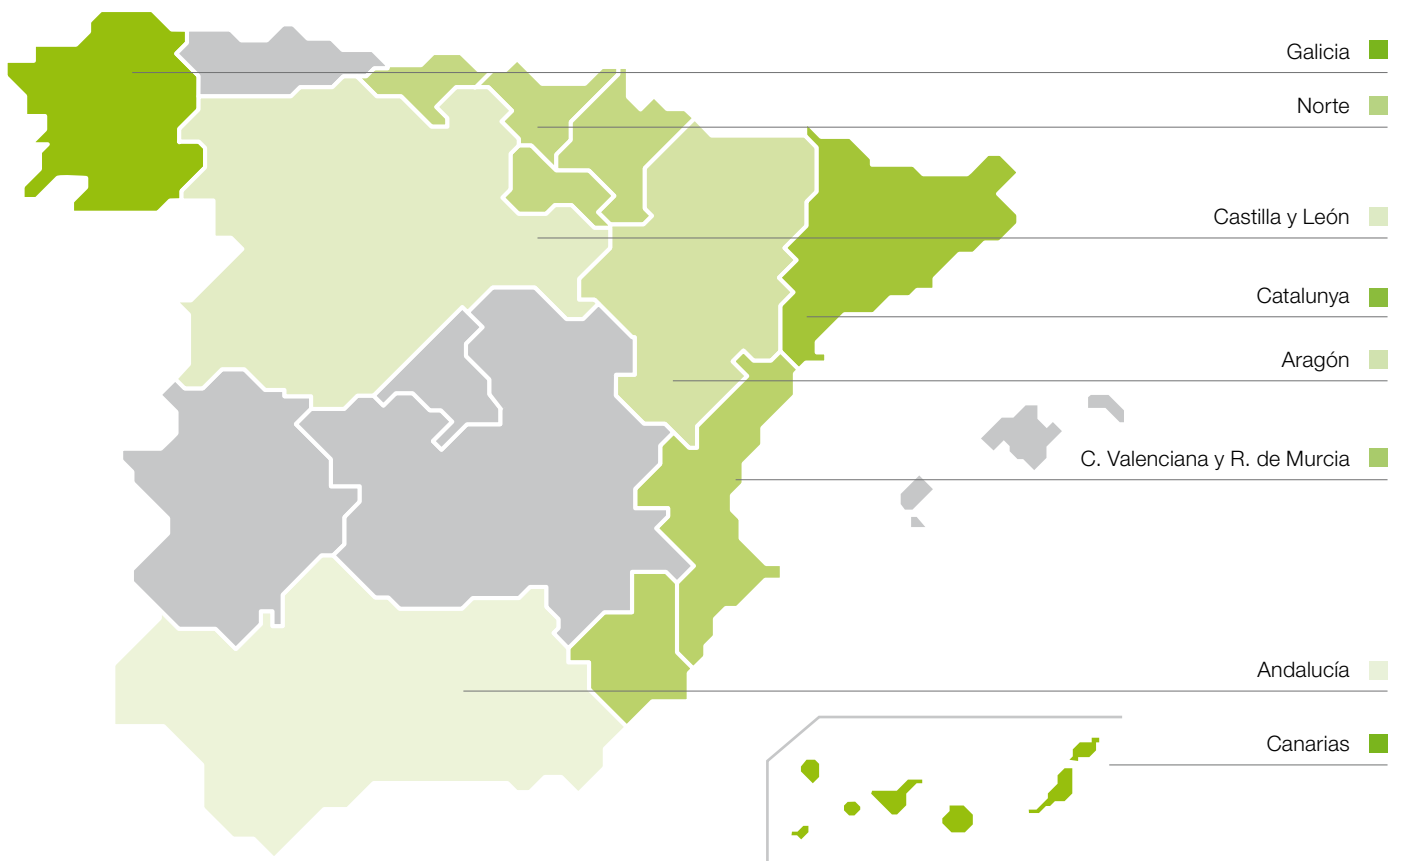 Galicia
Norte
Castilla y León
Catalunya
Aragón
C. Valenciana y R. de Murcia
Andalucía
Canarias